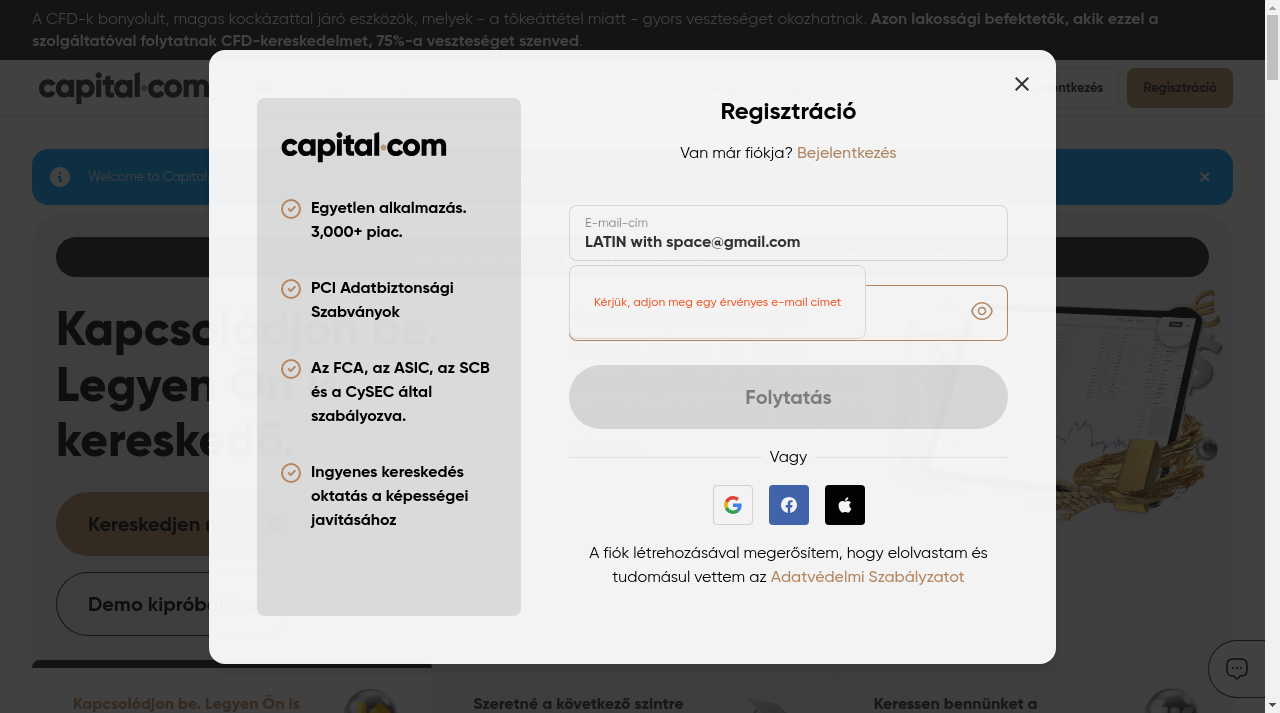 A CFD-k bonyolult, magas kockázattal járó eszközök, melyek - a tőkeáttétel miatt - gyors veszteséget okozhatnak. Azon lakossági befektetők, akik ezzel a
szolgáltatóval folytatnak CFD-kereskedelmet, 75%-a veszteséget szenved.
capital.com
Regisztráció
Welcome to Capital
Kapcsolódjon be.
Legyen Ön
kereskedő.
Kereskedjen most
Demo kipróbálása
capital.com
Egyetlen alkalmazás.
3,000+ piac.
PCI Adatbiztonsági
Szabványok
Az FCA, az ASIC, az SCB
és a CySEC által
szabályozva.
Ingyenes kereskedés
oktatás a képességei
javításához
Regisztráció
Van már fiókja? Bejelentkezés
E-mail-cím
LATIN with space@gmail.com
Kérjük, adjon meg egy érvényes e-mail címet
Folytatás
Vagy
A fiók létrehozásával megerősítem, hogy elolvastam és
tudomásul vettem az Adatvédelmi Szabályzatot
Kapcsolódjon be. Legyen Ön is
Szeretné a következő szintre
Keressen bennünket a